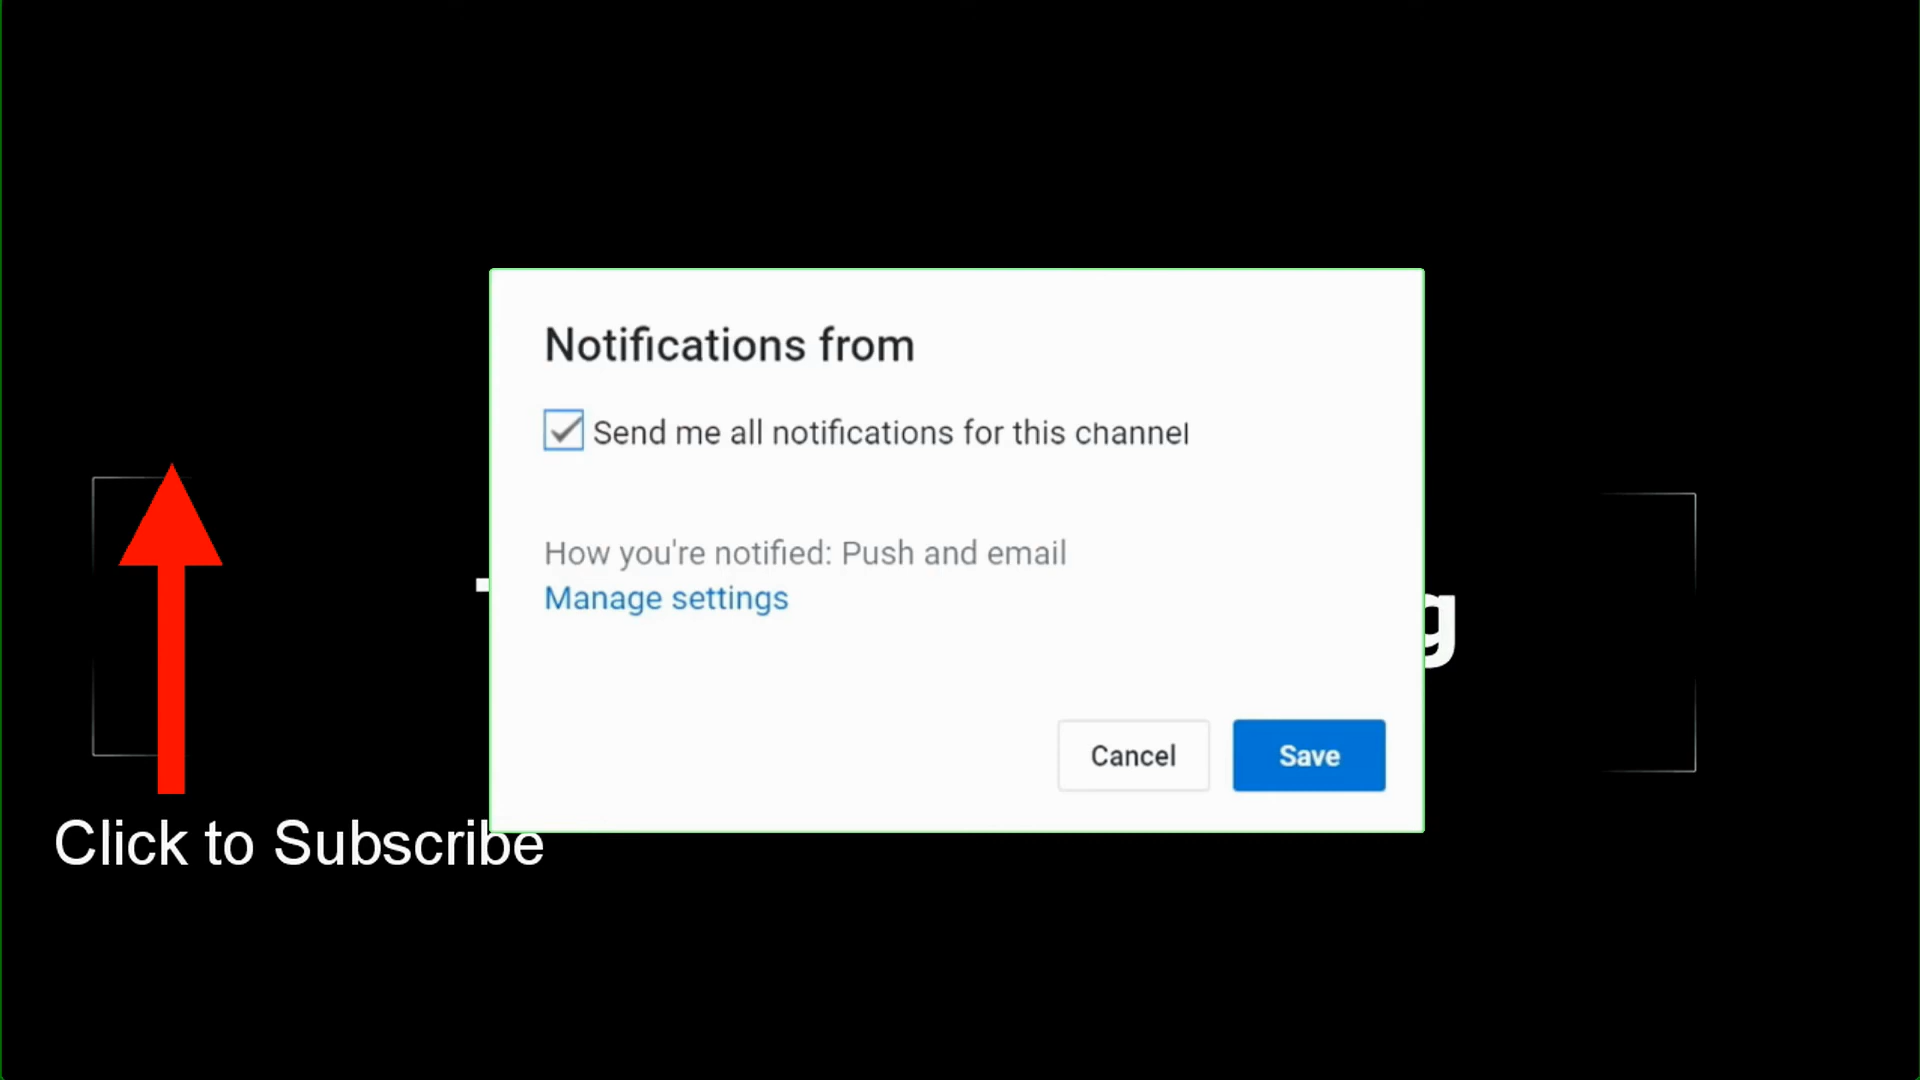 Notifications from
Send me all notifications for this channel
How you're notified: Push and email
Manage settings
Cancel
Save
Click to Subscribe